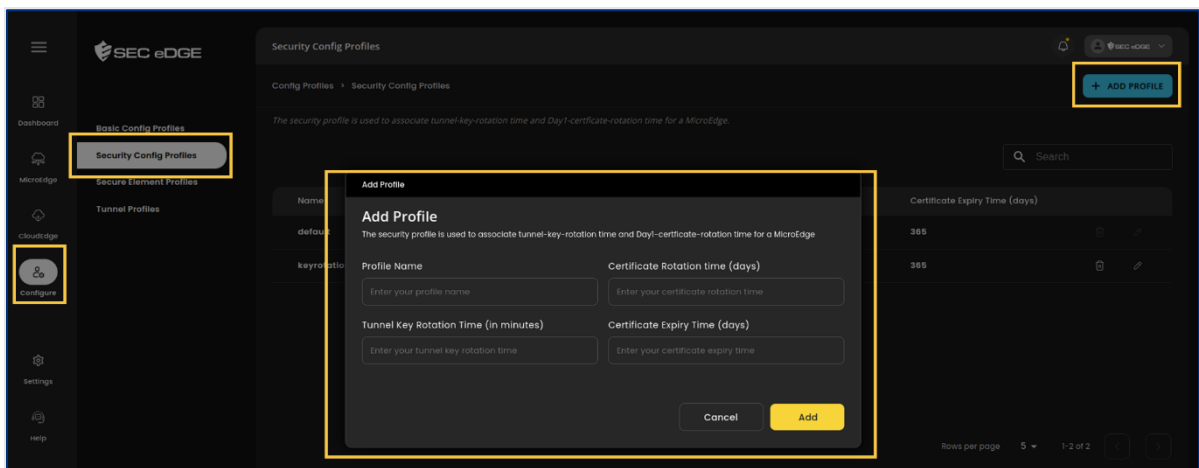 SEC eDGE
Security Config Profiles
SEC eDGE
Config Profiles > Security Config Profiles
+ ADD PROFILE
The security profile is used to associate tunnel-key-rotation time and Day1-certficate-rotation time for a MicroEdge.
Dashboard
MicroEdge
CloudEdge
Configure
Settings
Help
Basic Config Profiles
Security Config Profiles
Secure Element Profiles
Tunnel Profiles
Search
Name
Certificate Expiry Time (days)
default
365
keyrotatio
365
Add Profile
Add Profile
The security profile is used to associate tunnel-key-rotation time and Day1-certficate-rotation time for a MicroEdge
Profile Name
Certificate Rotation time (days)
Enter your profile name
Enter your certificate rotation time
Tunnel Key Rotation Time (in minutes)
Certificate Expiry Time (days)
Enter your tunnel key rotation time
Enter your certificate expiry time
Cancel
Add
Rows per page 5 1-2 of 2